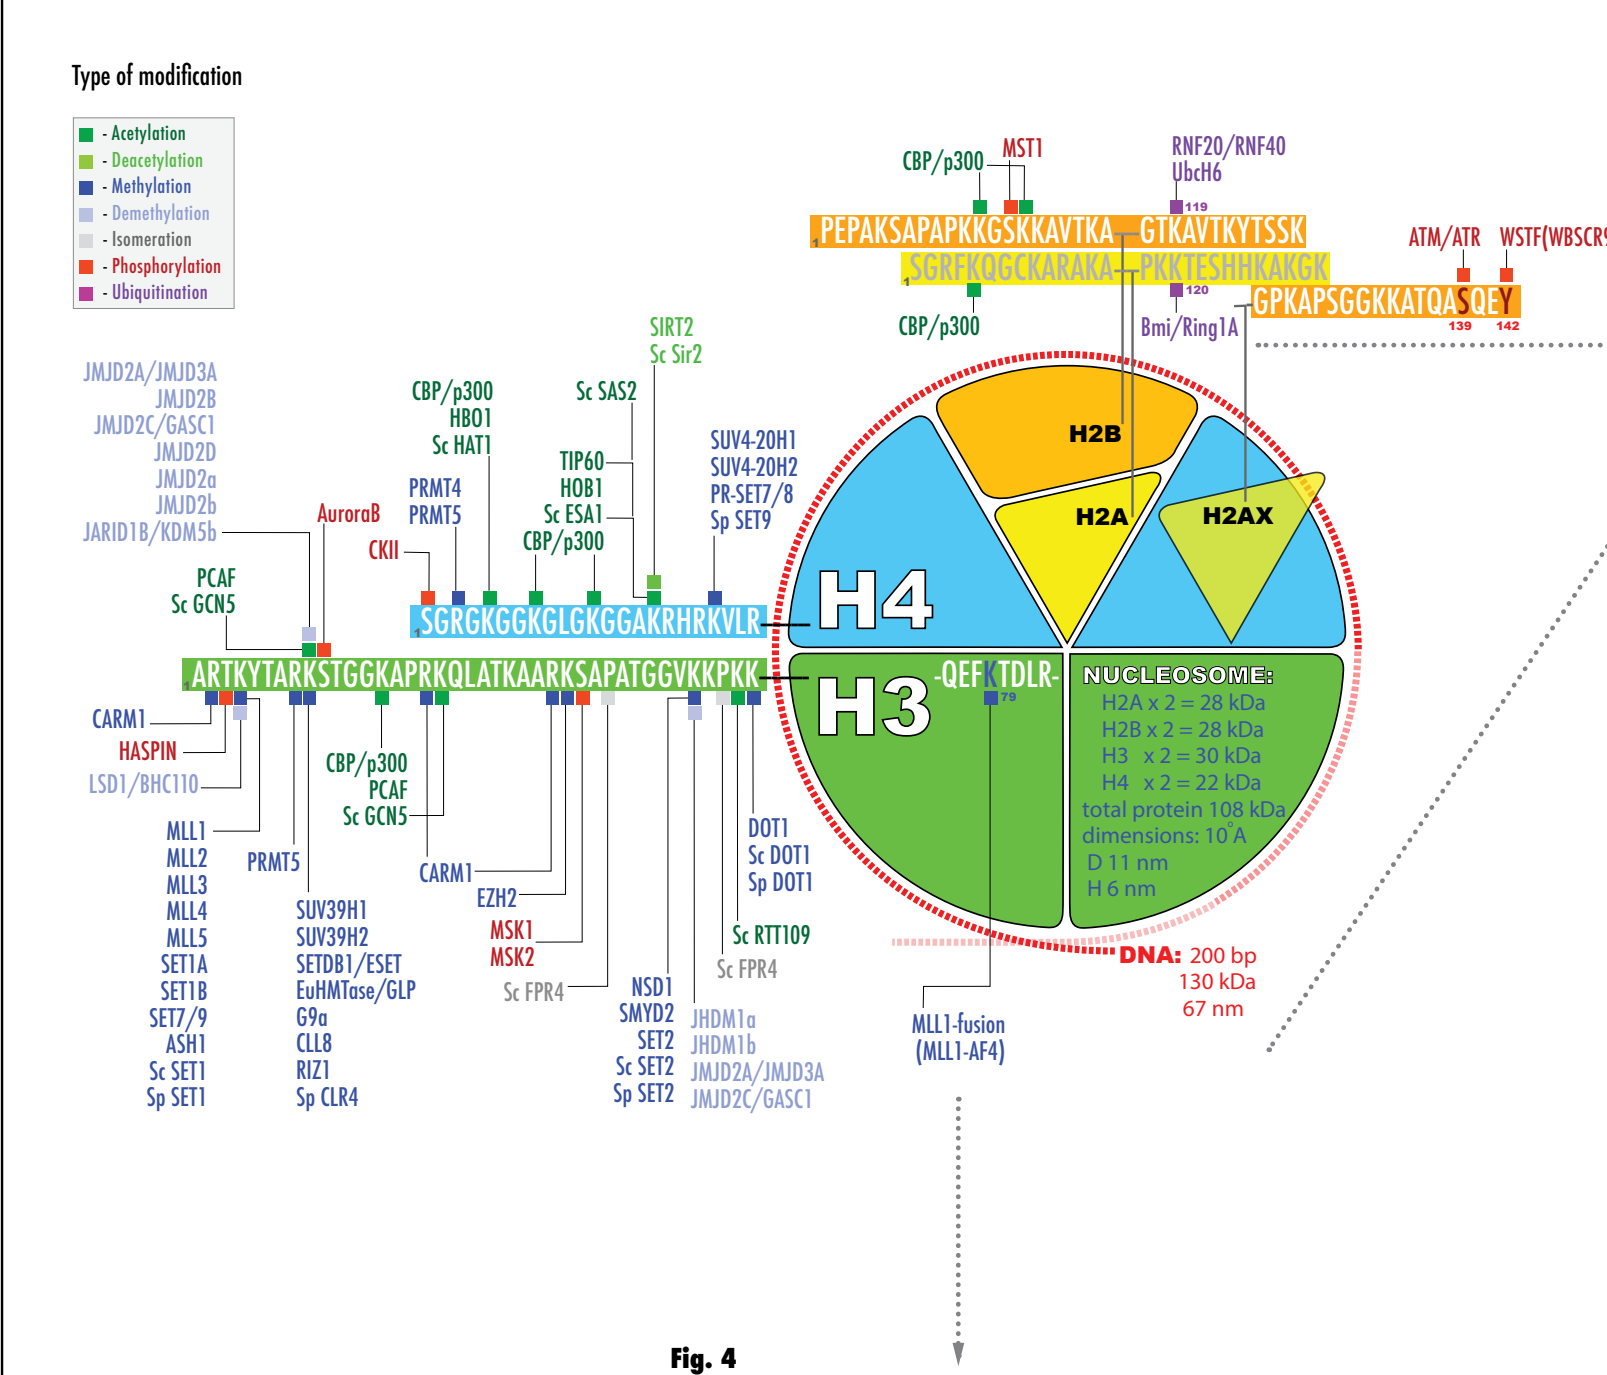 Type of modification
- Acetylation
- Deacetylation
- Methylation
- Demethylation
- Isomeration
- Phosphorylation
- Ubiquitination
CBP/p300
MST1
RNF20/RNF40
UbcH6
119
1 PEPAKSAPAPKKGSKKAVTKA GTKAVTKYTSSK
1 SGRFKQGCKARAKA PKKTESHHKAKGK
120
CBP/p300
Bmi/Ring1A
ATM/ATR
WSTF(WBSCR9
GPKAPSGGKKATQASQEY
139
142
SIRT2
Sc Sir2
JMJD2A/JMJD3A
JMJD2B
JMJD2C/GASC1
JMJD2D
JMJD2a
JMJD2b
JARID1B/KDM5b
PCAF
Sc GCN5
AuroraB
CKII
PRMT4
PRMT5
CBP/p300
HBO1
Sc HAT1
Sc SAS2
TIP60
HOB1
Sc ESA1
CBP/p300
SUV4-20H1
SUV4-20H2
PR-SET7/8
Sp SET9
1 SGRGKGGKGLGKGGAKRHRKVLR
1 ARTKYTARKSTGGKAPRKQLATKAARKSAPATGGVKKPKK
H2B
H2A
H2AX
H4
H3
-QEFKTDLR-
79
NUCLEOSOME:
H2A x 2 = 28 kDa
H2B x 2 = 28 kDa
H3 x 2 = 30 kDa
H4 x 2 = 22 kDa
total protein 108 kDa
dimensions: 10°A
D 11 nm
H 6 nm
DNA: 200 bp
130 kDa
67 nm
CARM1
HASPIN
LSD1/BHC110
MLL1
MLL2
MLL3
MLL4
MLL5
SET1A
SET1B
SET7/9
ASH1
Sc SET1
Sp SET1
PRMT5
SUV39H1
SUV39H2
SETDB1/ESET
EuHMTase/GLP
G9a
CLL8
RIZ1
Sp CLR4
CBP/p300
PCAF
Sc GCN5
CARM1
EZH2
MSK1
MSK2
Sc FPR4
NSD1
SMYD2
SET2
Sc SET2
Sp SET2
JHDM1a
JHDM1b
JMJD2A/JMJD3A
JMJD2C/GASC1
DOT1
Sc DOT1
Sp DOT1
Sc RTT109
Sc FPR4
MLL1-fusion
(MLL1-AF4)
Fig. 4